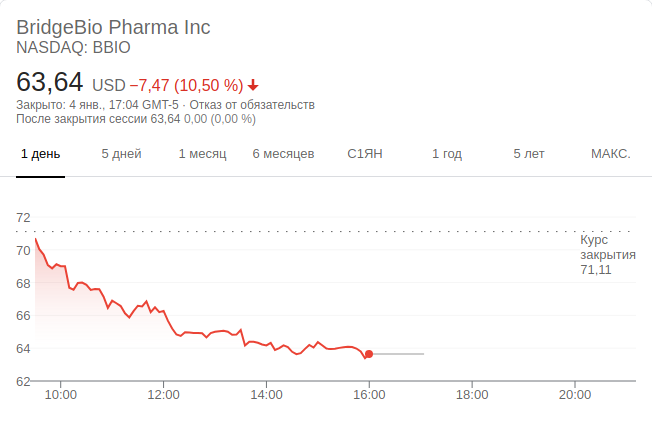 BridgeBio Pharma Inc
NASDAQ: BBIO
63,64 USD −7,47 (10,50 %)
Закрыто: 4 янв., 17:04 GMT-5 · Отказ от обязательств
После закрытия сессии 63,64 0,00 (0,00 %)
1 день 5 дней 1 месяц 6 месяцев С1ЯН 1 год 5 лет МАКС.
72
Курс
закрытия
71,11
70
68
66
64
62
10:00 12:00 14:00 16:00 18:00 20:00